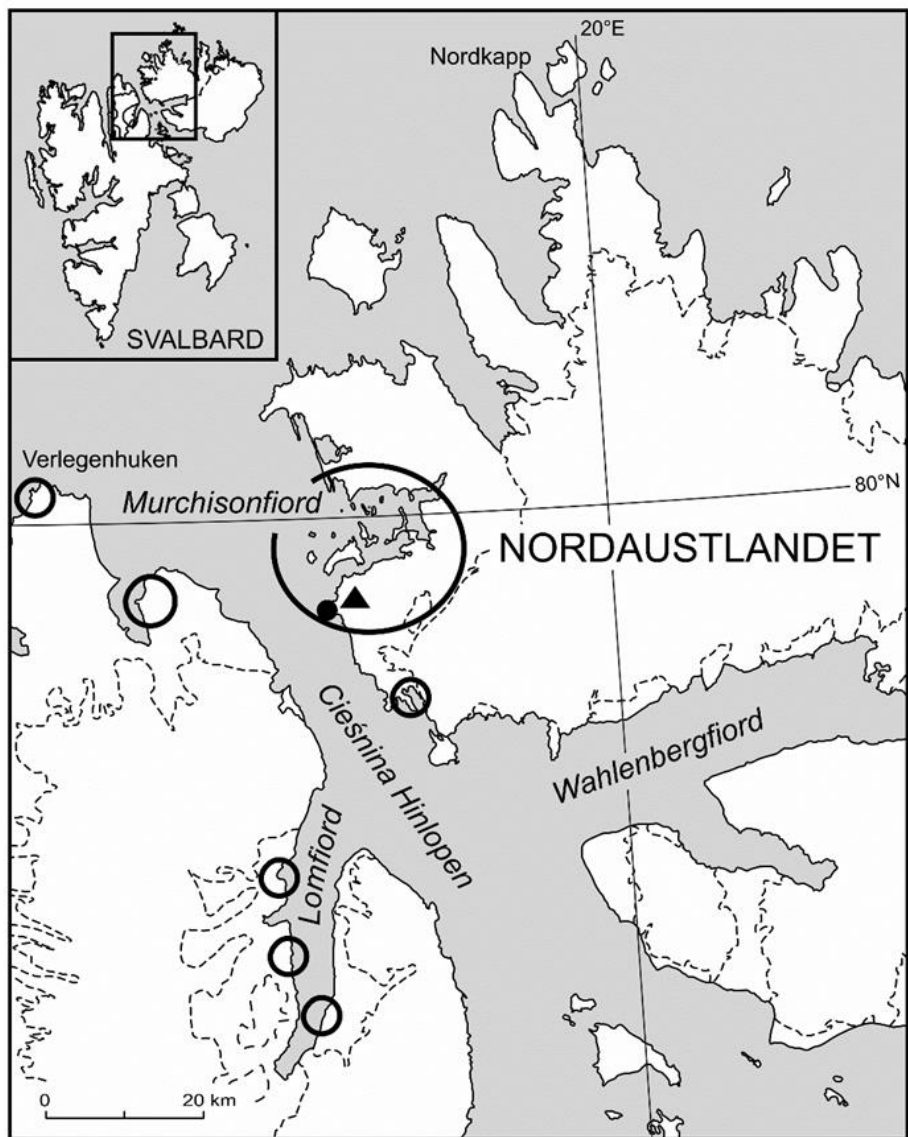 20°E
Nordkapp
SVALBARD
Verlegenhuken
Murchisonfiord
80°N
NORDAUSTLANDET
Cieśnina Hinlopen
Wahlenbergfiord
Lomfiord
0 20 km